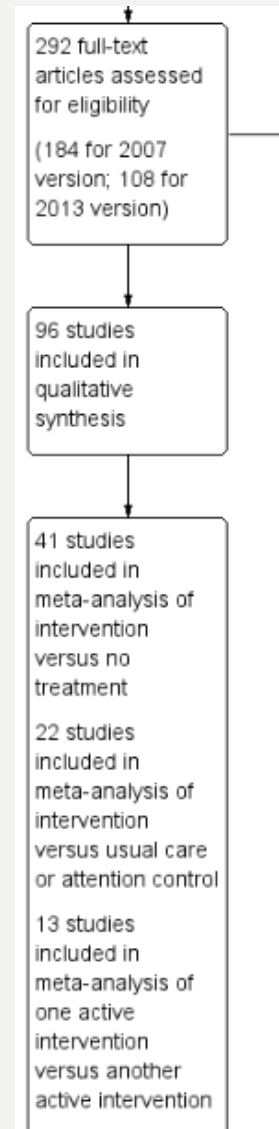 292 full-text
articles assessed
for eligibility
(184 for 2007
version; 108 for
2013 version)
96 studies
included in
qualitative
synthesis
41 studies
included in
meta-analysis of
intervention
versus no
treatment
22 studies
included in
meta-analysis of
intervention
versus usual care
or attention control
13 studies
included in
meta-analysis of
one active
intervention
versus another
active intervention